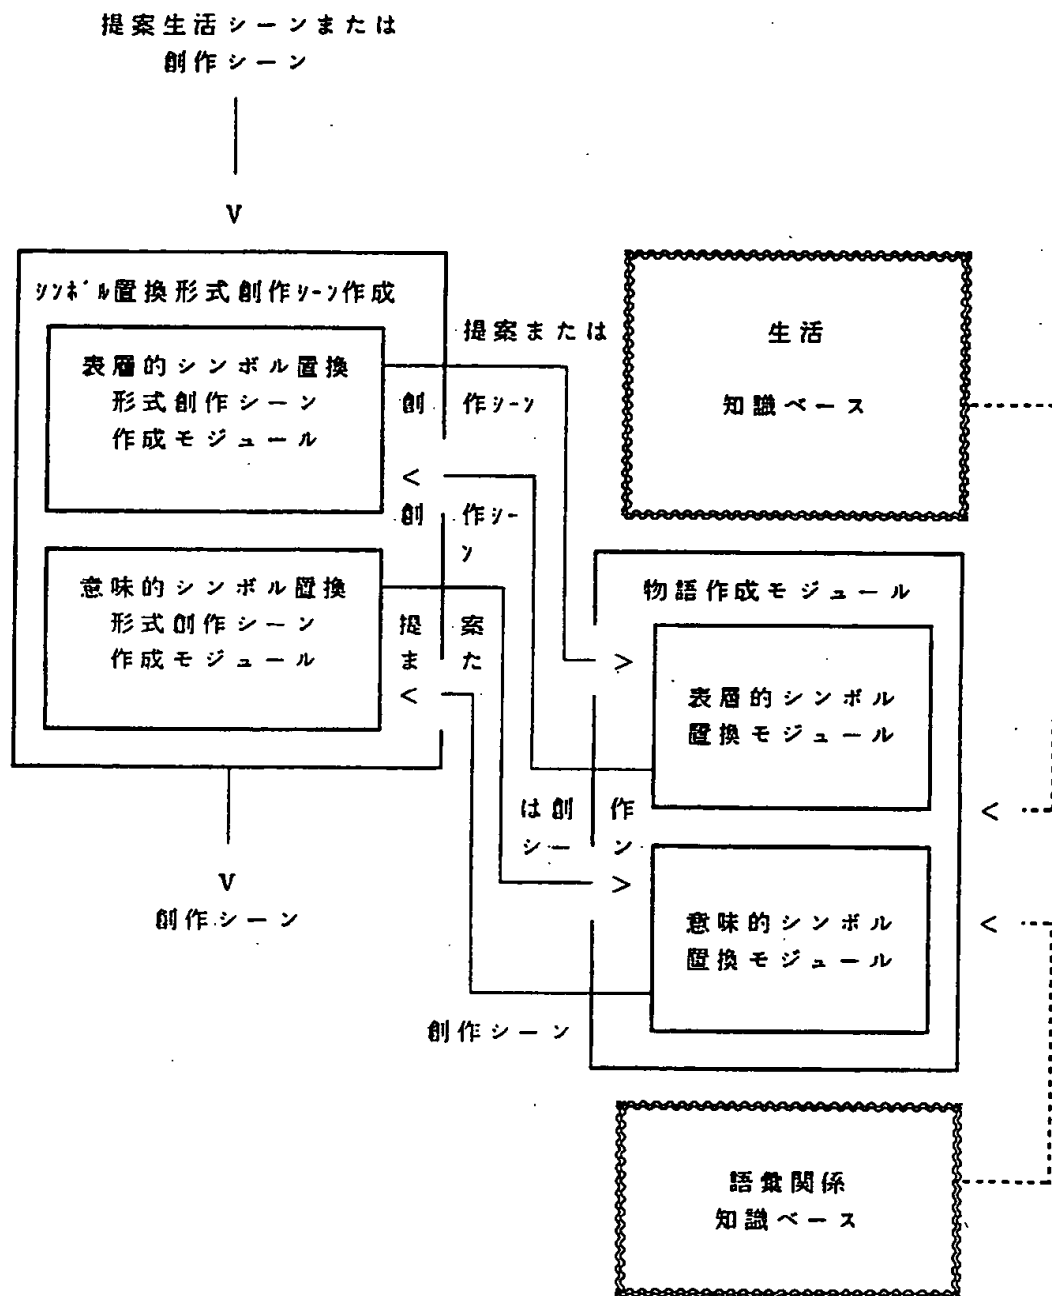 提案生活シーンまたは
創作シーン
V
シンボル置換形式創作シーン作成
表層的シンボル置換
形式創作シーン
作成モジュール
意味的シンボル置換
形式創作シーン
作成モジュール
提案または
創作シーン
<
創作シー
ン
提案
また
<
は創作
シーン
>
>
創作シーン
V
創作シーン
生活
知識ベース
物語作成モジュール
表層的シンボル
置換モジュール
意味的シンボル
置換モジュール
<
<
語彙関係
知識ベース